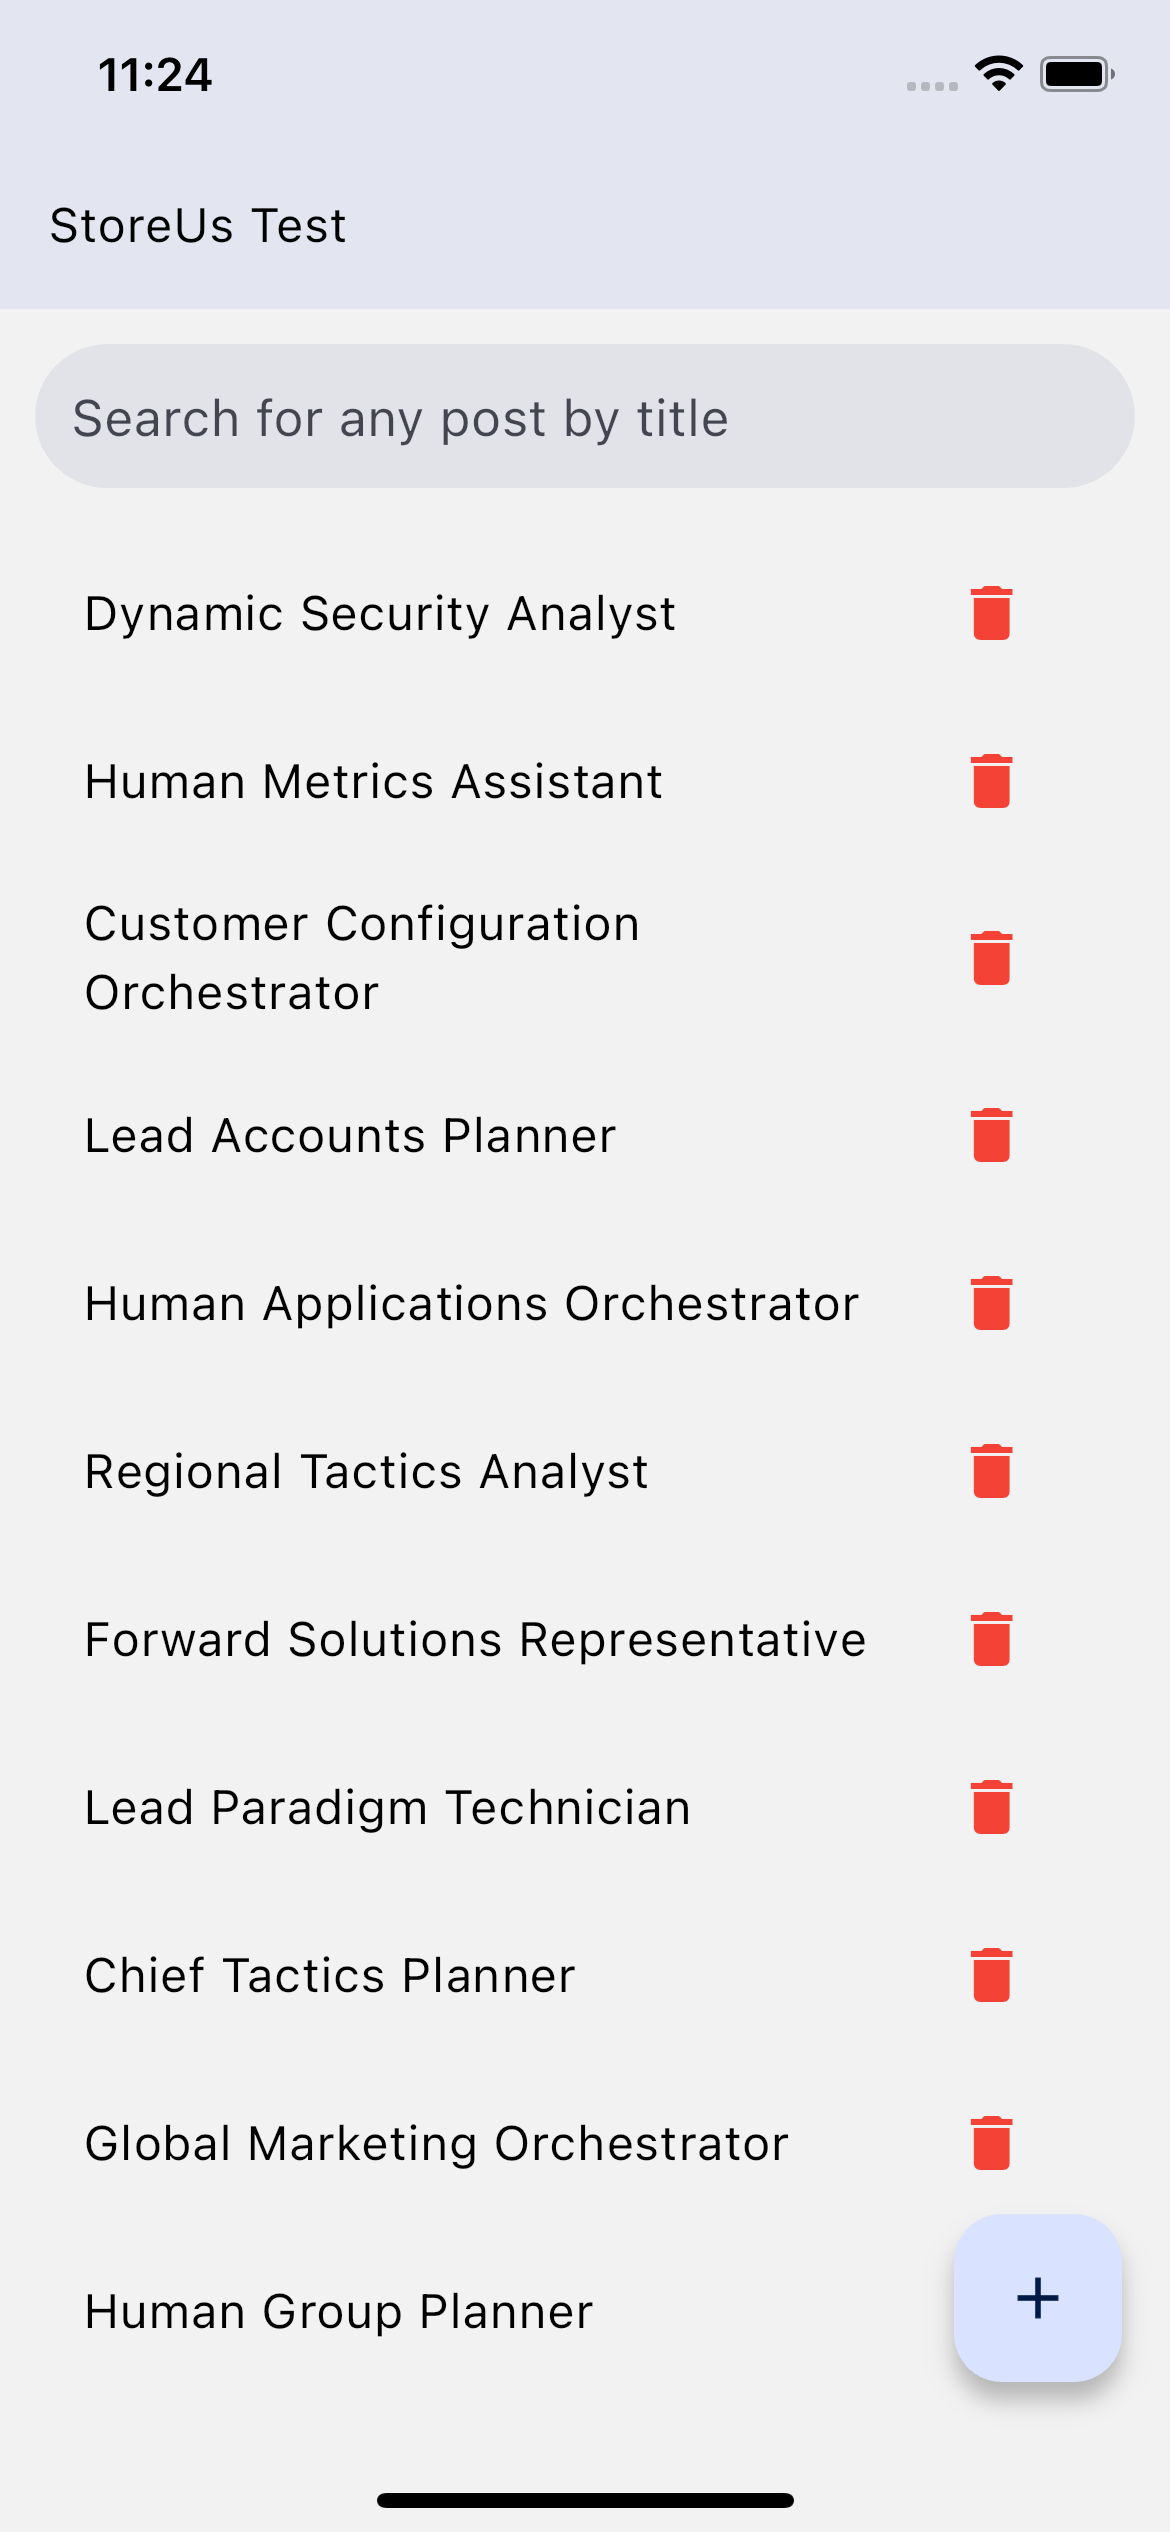 11:24
StoreUs Test
Search for any post by title
Dynamic Security Analyst
Human Metrics Assistant
Customer Configuration
Orchestrator
Lead Accounts Planner
Human Applications Orchestrator
Regional Tactics Analyst
Forward Solutions Representative
Lead Paradigm Technician
Chief Tactics Planner
Global Marketing Orchestrator
Human Group Planner